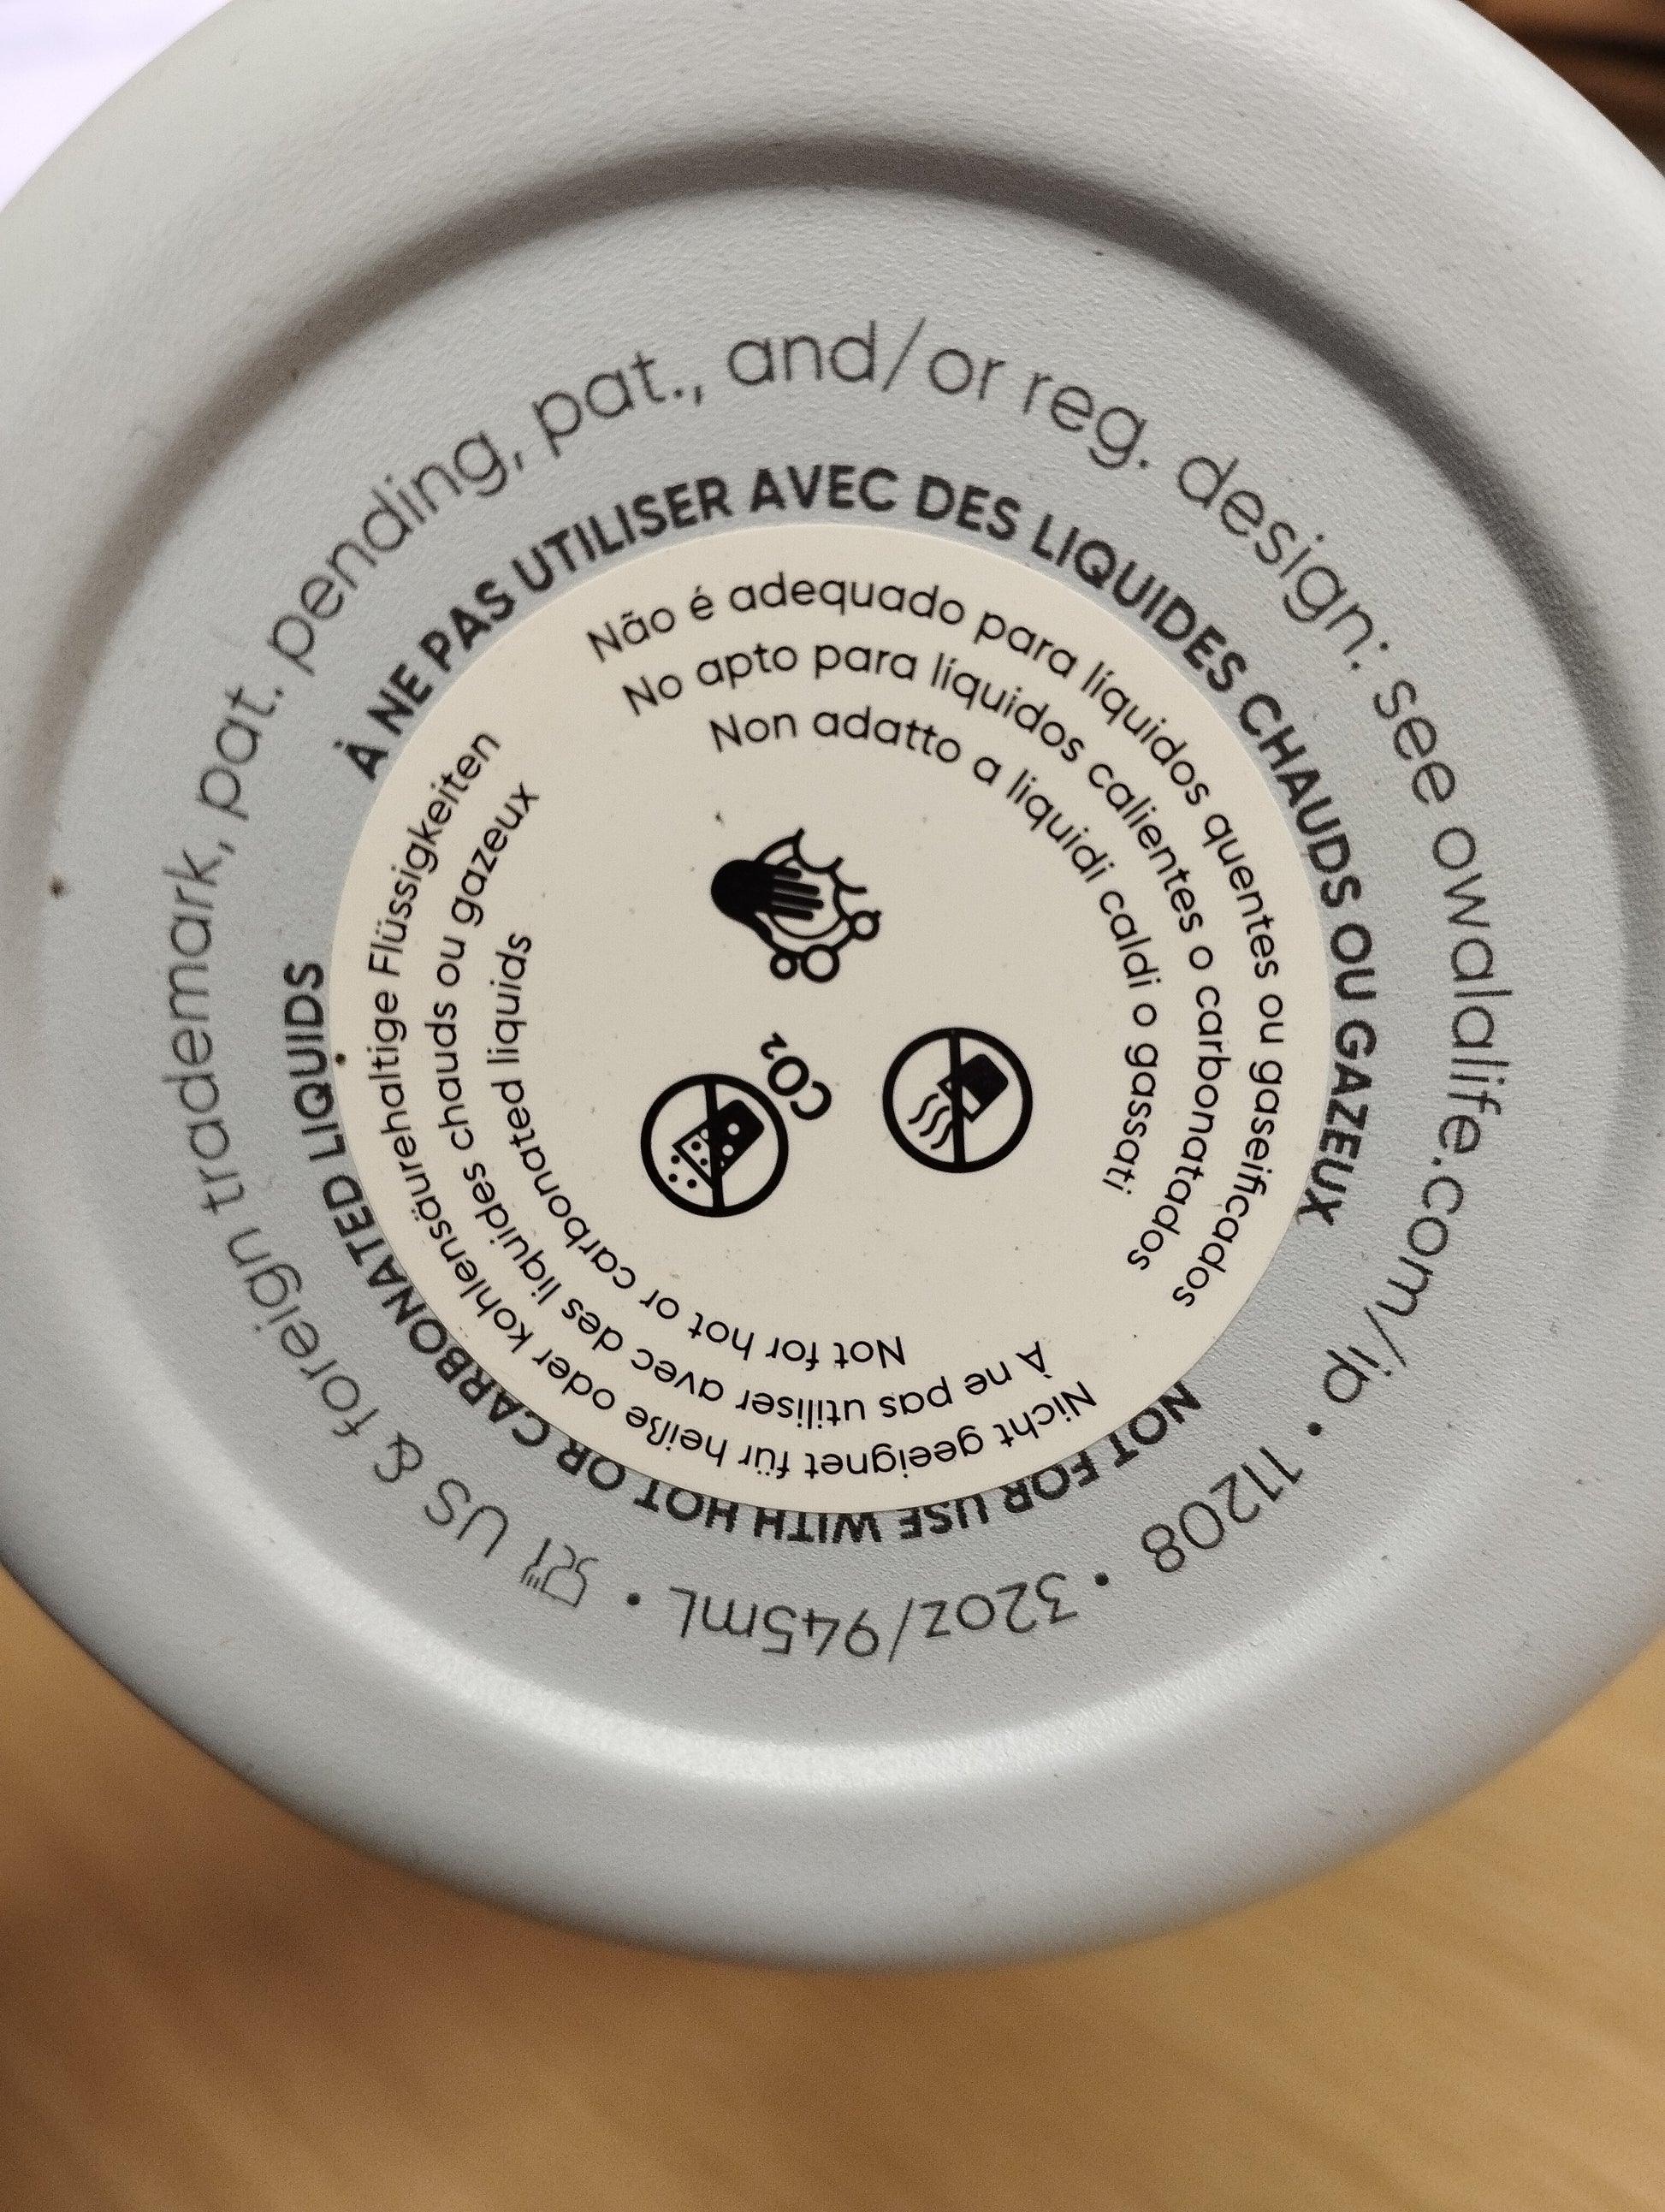 US & foreign trademark, pat. pending, pat., and/or reg. design: see owalalife.com/ip • 11208 • 32oz/945mL •
À NE PAS UTILISER AVEC DES LIQUIDES CHAUDS OU GAZEUX
NOT FOR USE WITH HOT OR CARBONATED LIQUIDS
Não é adequado para líquidos quentes ou gaseificados
No apto para líquidos calientes o carbonatados
Non adatto a liquidi caldi o gassati
Not for hot or carbonated liquids
À ne pas utiliser avec des liquides chauds ou gazeux
Nicht geeignet für heiße oder kohlensäurehaltige Flüssigkeiten
CO²